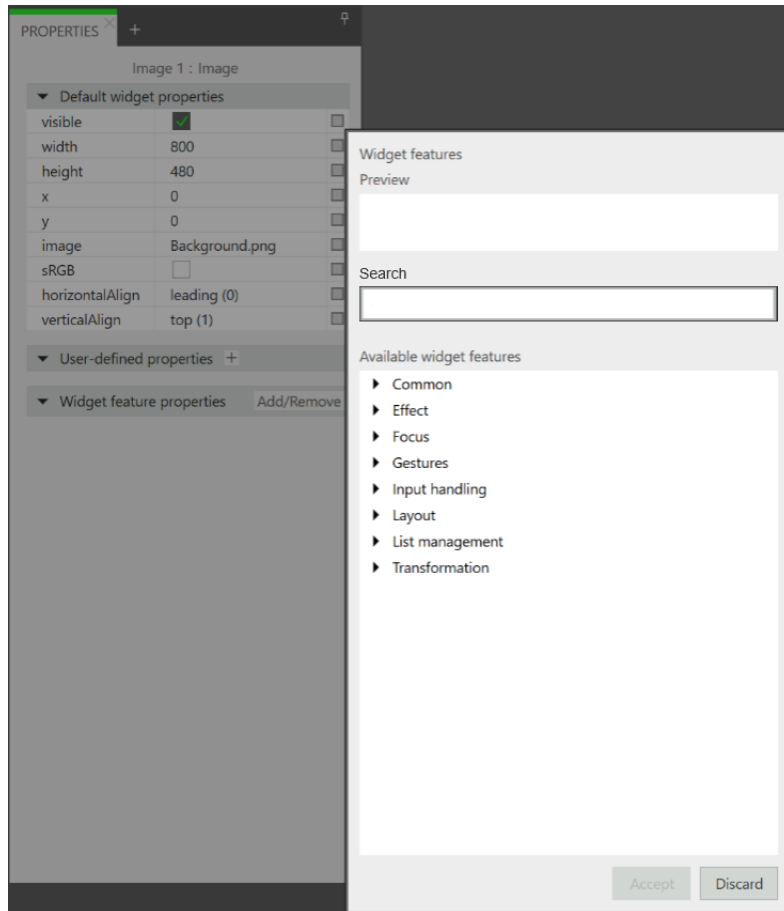 PROPERTIES
Image 1 : Image
Default widget properties
visible
width 800
height 480
x 0
y 0
image Background.png
sRGB
horizontalAlign leading (0)
verticalAlign top (1)
User-defined properties +
Widget feature properties Add/Remove
Widget features
Preview
Search
Available widget features
Common
Effect
Focus
Gestures
Input handling
Layout
List management
Transformation
Accept Discard